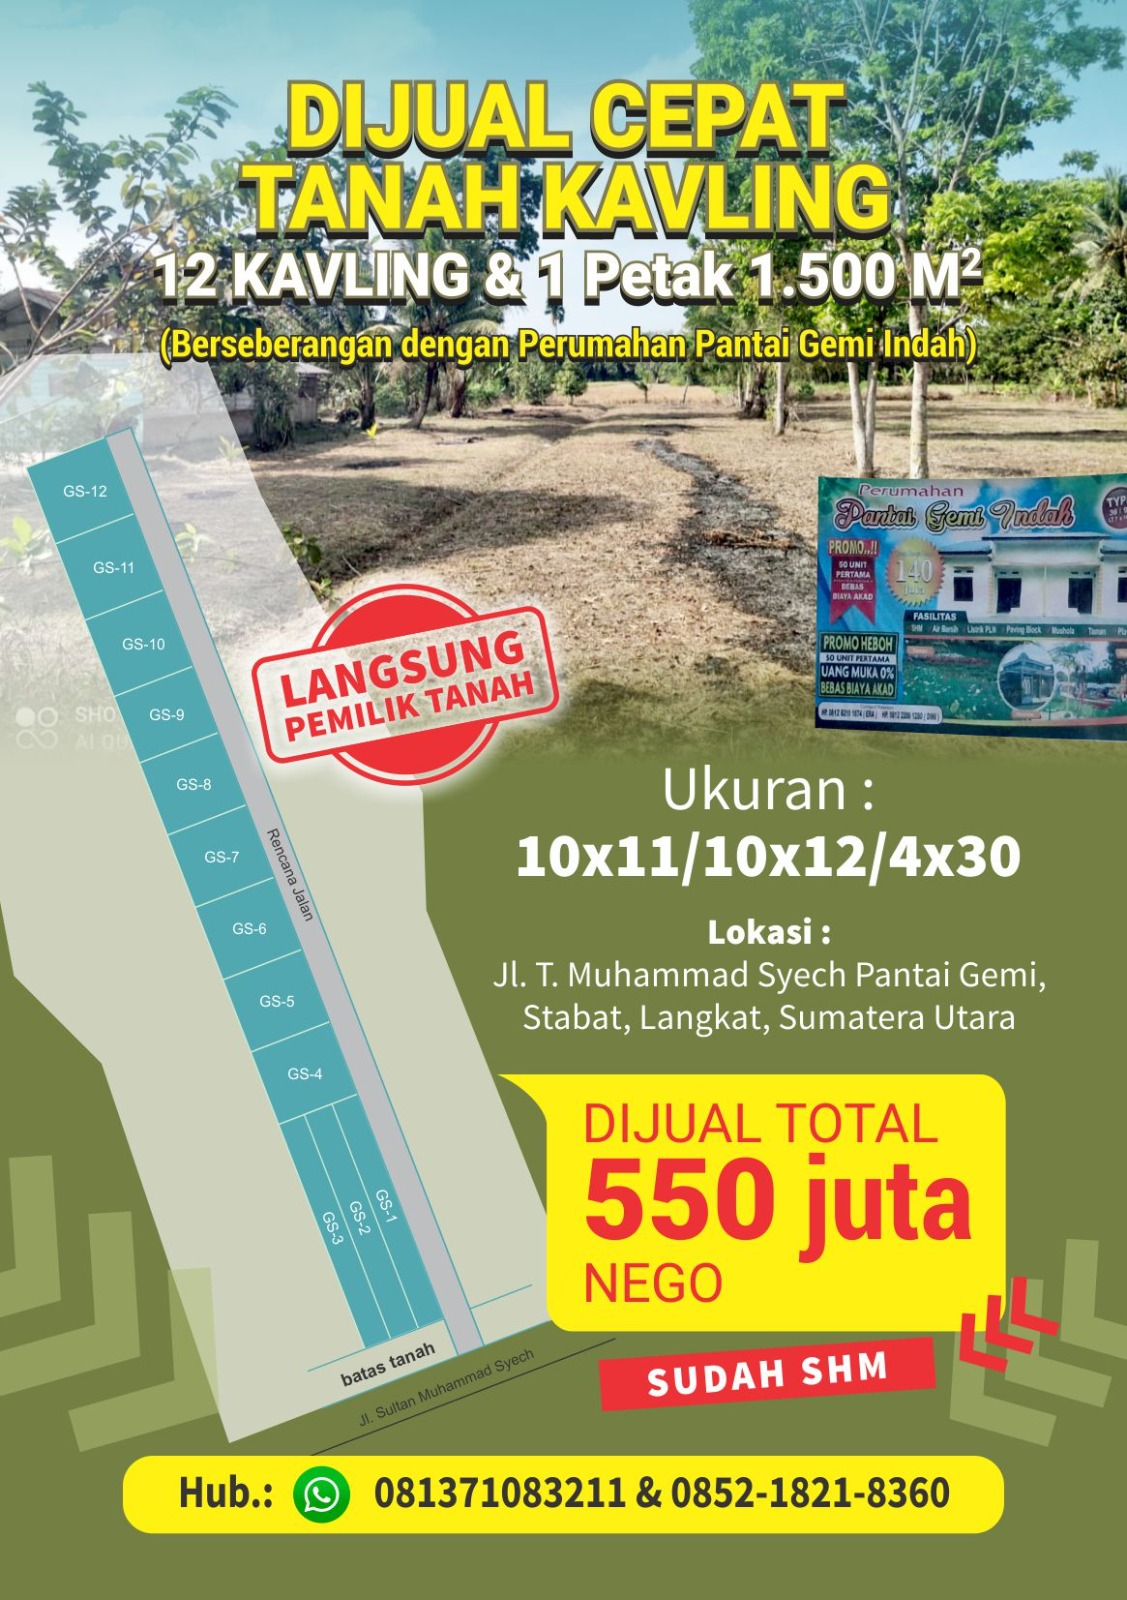 DIJUAL CEPAT
TANAH KAVLING
12 KAVLING & 1 Petak 1.500 M²
(Berseberangan dengan Perumahan Pantai Gemi Indah)
GS-12
GS-11
GS-10
GS-9
GS-8
GS-7
GS-6
GS-5
GS-4
GS-3
GS-2
GS-1
Rencana Jalan
batas tanah
Jl. Sultan Muhammad Syech
SHO
AI QU
LANGSUNG
PEMILIK TANAH
Perumahan
Pantai Gemi Indah
PROMO..!!
50 UNIT
PERTAMA
BEBAS
BIAYA AKAD
140
FASILITAS
SHM Air Bersih Listrik PLN Paving Block Mushola Taman
PROMO HEBOH
50 UNIT PERTAMA
UANG MUKA 0%
BEBAS BIAYA AKAD
Ukuran :
10x11/10x12/4x30
Lokasi :
Jl. T. Muhammad Syech Pantai Gemi,
Stabat, Langkat, Sumatera Utara
DIJUAL TOTAL
550 juta
NEGO
SUDAH SHM
Hub.: 081371083211 & 0852-1821-8360